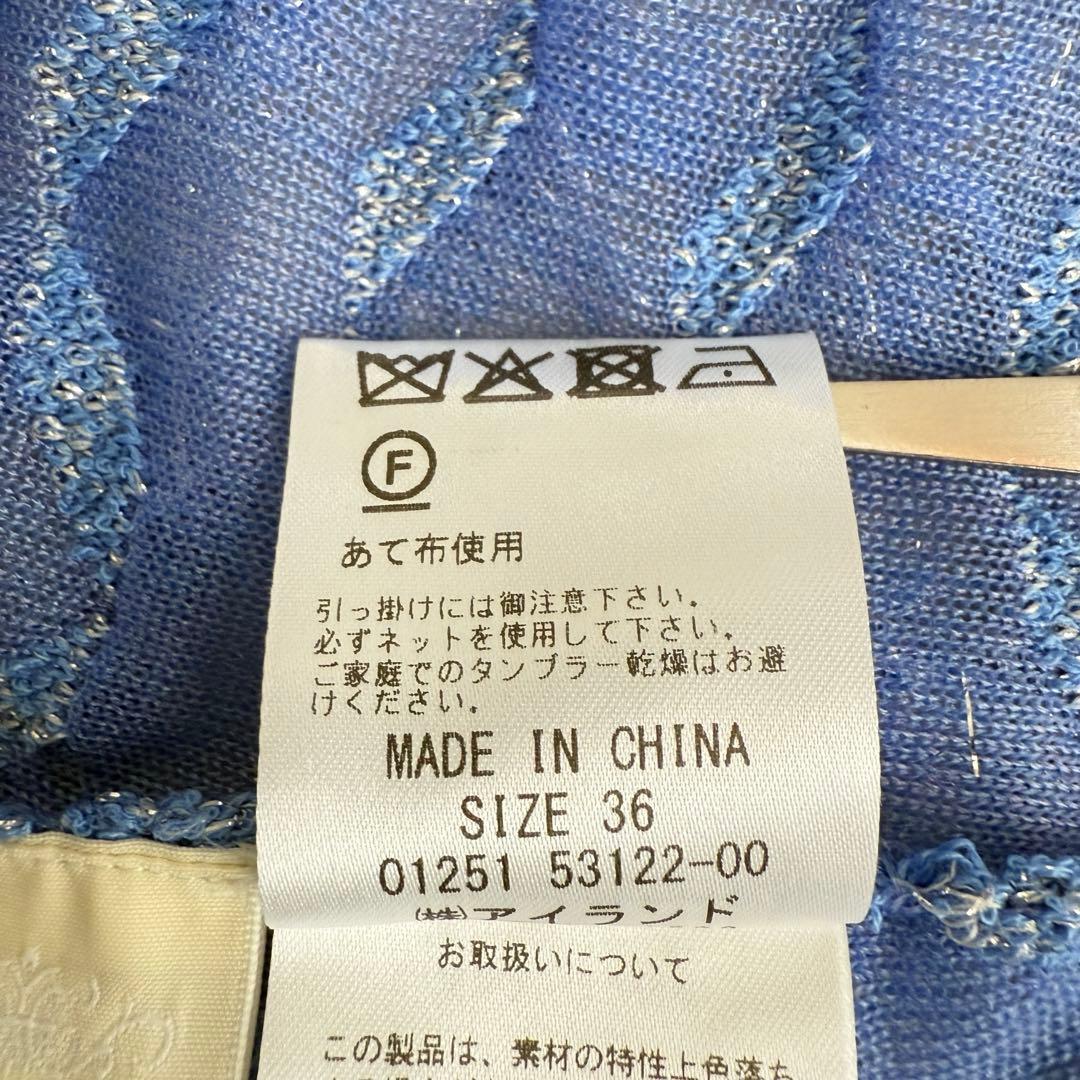 F
あて布使用
引っ掛けには御注意下さい.
必ずネットを使用して下さい.
ご家庭でのタンブラー乾燥はお避
けください.
MADE IN CHINA
SIZE 36
01251 53122-00
(株)アイランド
お取扱いについて
この製品は、素材の特性上色落ち